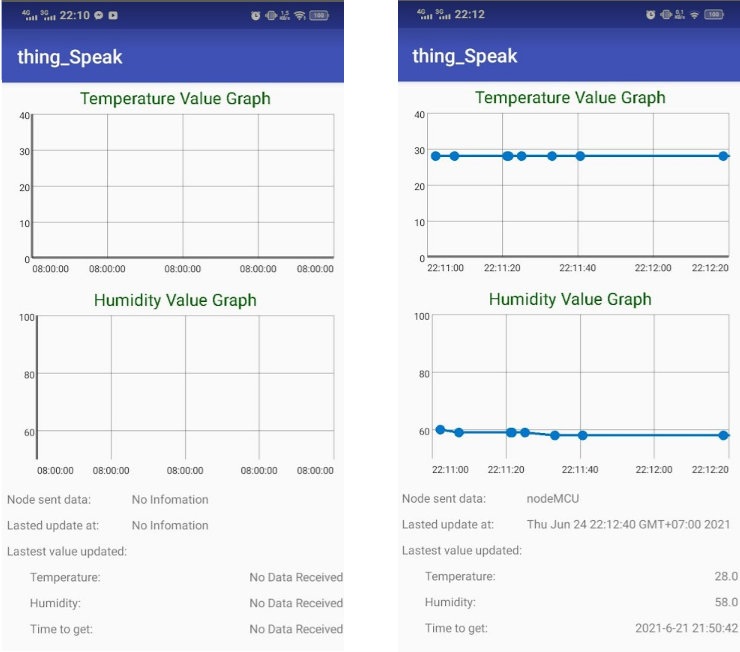 4G 3G 22:10 1,5 KB/s 100
thing_Speak
Temperature Value Graph
40
30
20
10
0
08:00:00 08:00:00 08:00:00 08:00:00 08:00:00
Humidity Value Graph
100
80
60
08:00:00 08:00:00 08:00:00 08:00:00 08:00:00
Node sent data: No Infomation
Lasted update at: No Infomation
Lastest value updated:
Temperature: No Data Received
Humidity: No Data Received
Time to get: No Data Received
4G 3G 22:12 0,1 KB/s 100
thing_Speak
Temperature Value Graph
40
30
20
10
0
22:11:00 22:11:20 22:11:40 22:12:00 22:12:20
Humidity Value Graph
100
80
60
22:11:00 22:11:20 22:11:40 22:12:00 22:12:20
Node sent data: nodeMCU
Lasted update at: Thu Jun 24 22:12:40 GMT+07:00 2021
Lastest value updated:
Temperature: 28.0
Humidity: 58.0
Time to get: 2021-6-21 21:50:42